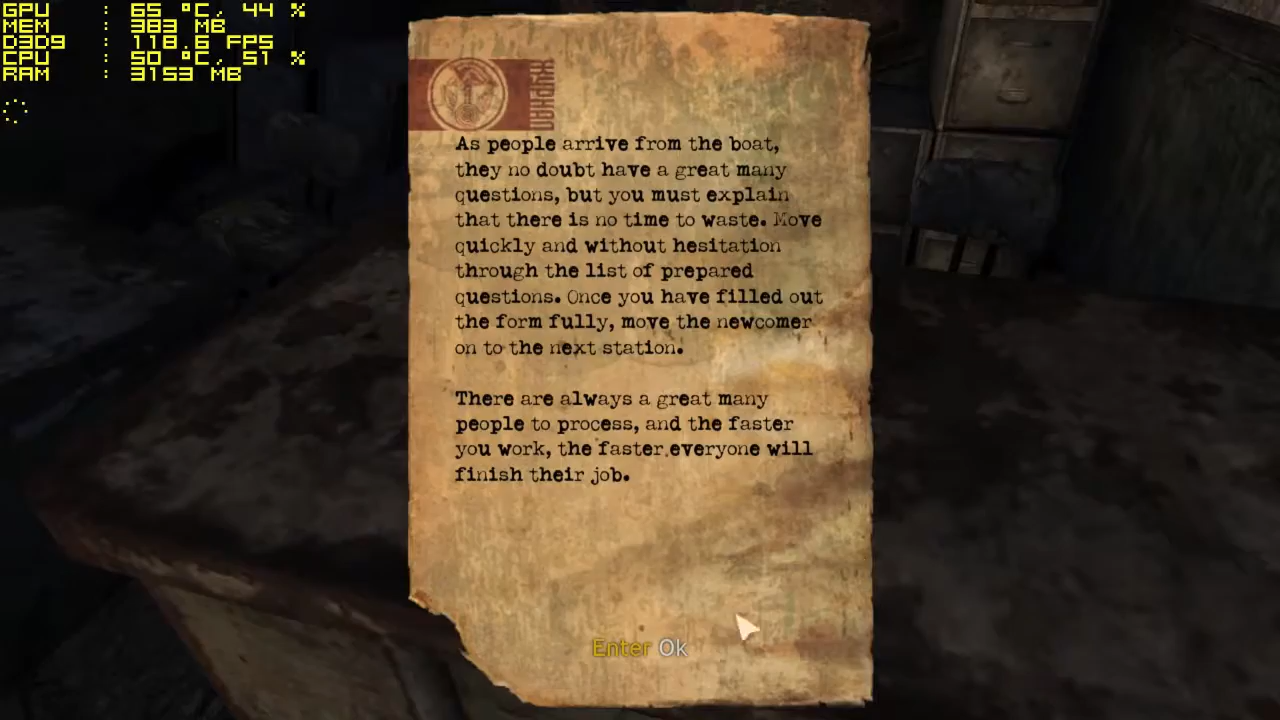 GPU : 65 °C, 44 %
MEM : 383 MB
D3D9 : 118.6 FPS
CPU : 50 °C, 51 %
RAM : 3153 MB
As people arrive from the boat,
they no doubt have a great many
questions, but you must explain
that there is no time to waste. Move
quickly and without hesitation
through the list of prepared
questions. Once you have filled out
the form fully, move the newcomer
on to the next station.
There are always a great many
people to process, and the faster
you work, the faster everyone will
finish their job.
Enter Ok